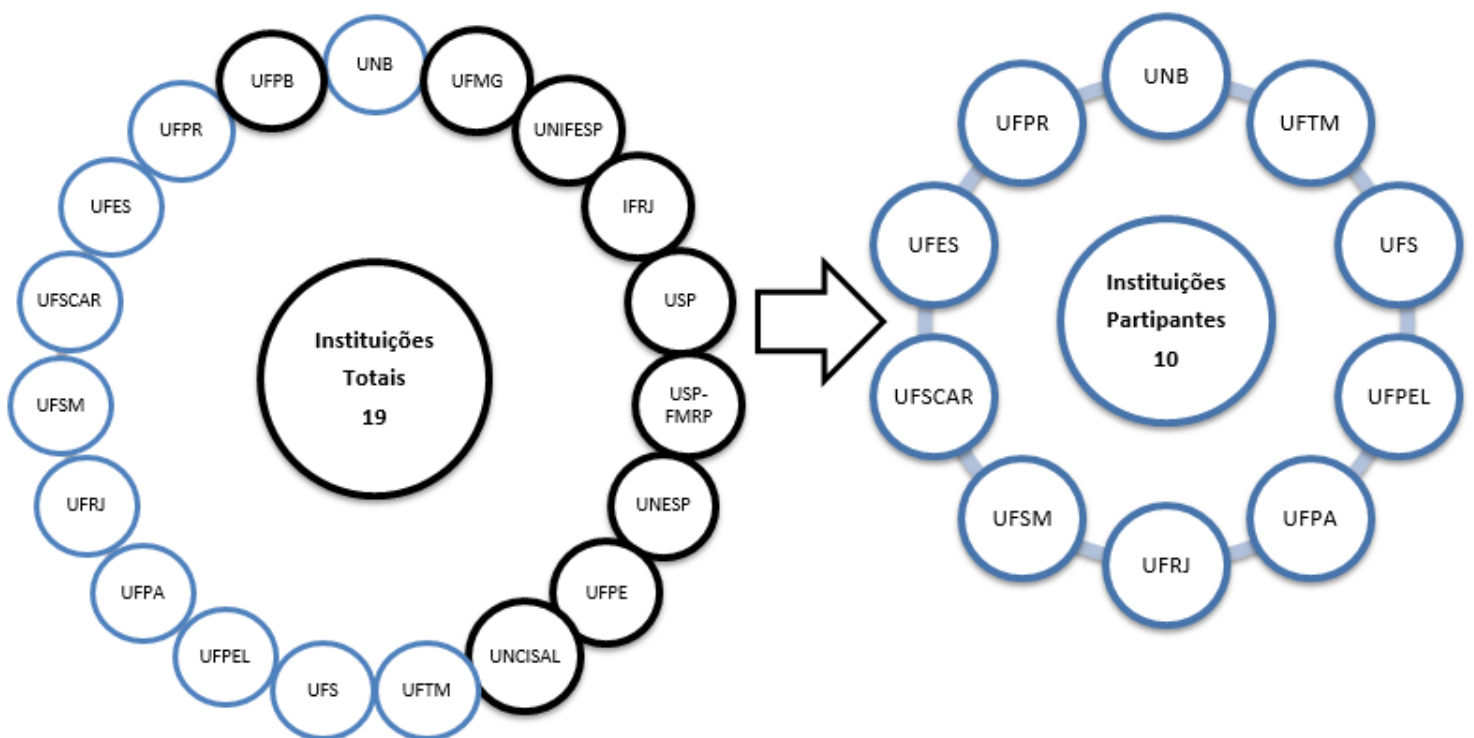 UNB
UFMG
UNIFESP
IFRJ
USP
USP-
FMRP
UNESP
UFPE
UNCISAL
UFTM
UFS
UFPEL
UFPA
UFRJ
UFSM
UFSCAR
UFES
UFPR
UFPB
Instituições
Totais
19
UNB
UFTM
UFS
UFPEL
UFPA
UFRJ
UFSM
UFSCAR
UFES
UFPR
Instituições
Partipantes
10